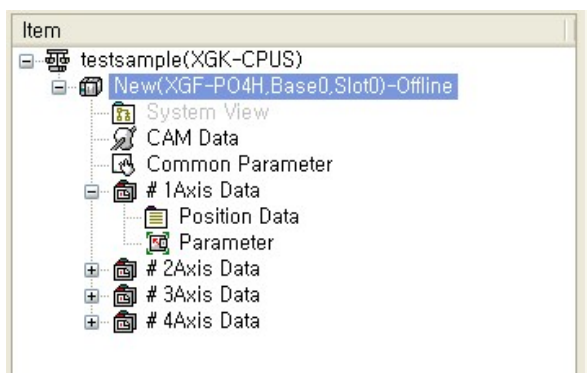 Item
testsample(XGK-CPUS)
New(XGF-PO4H,Base0,Slot0)-Offline
System View
CAM Data
Common Parameter
# 1Axis Data
Position Data
Parameter
# 2Axis Data
# 3Axis Data
# 4Axis Data